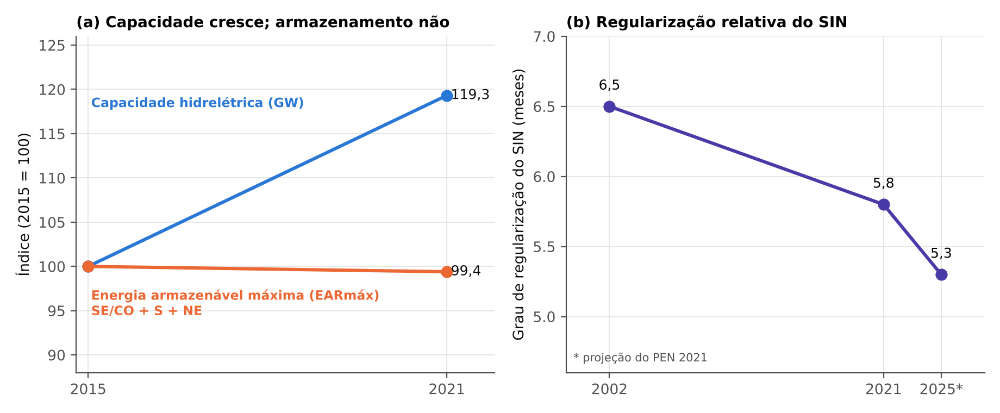 (a) Capacidade cresce; armazenamento não
Índice (2015 = 100)
125
120
115
110
105
100
95
90
Capacidade hidrelétrica (GW)
119,3
99,4
Energia armazenável máxima (EARmáx)
SE/CO + S + NE
2015
2021
(b) Regularização relativa do SIN
Grau de regularização do SIN (meses)
7.0
6.5
6.0
5.5
5.0
6,5
5,8
5,3
* projeção do PEN 2021
2002
2021
2025*